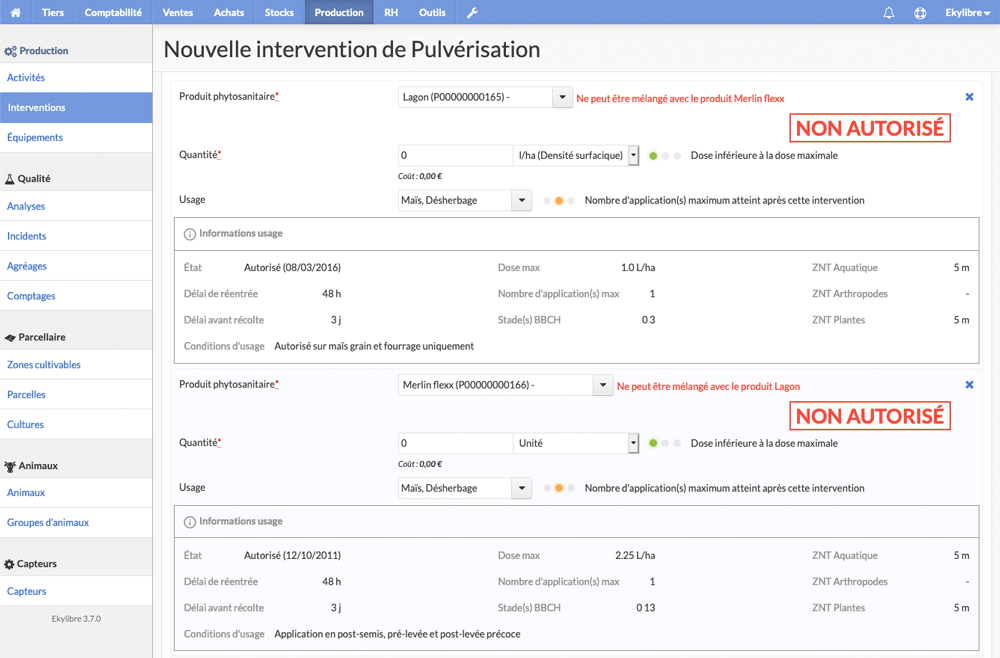 Tiers Comptabilité Ventes Achats Stocks Production RH Outils Ekylibre
Production
Activités
Interventions
Équipements
Qualité
Analyses
Incidents
Agréages
Comptages
Parcellaire
Zones cultivables
Parcelles
Cultures
Animaux
Animaux
Groupes d'animaux
Capteurs
Capteurs
Ekylibre 3.7.0
Nouvelle intervention de Pulvérisation
Produit phytosanitaire* Lagon (P00000000165) - Ne peut être mélangé avec le produit Merlin flexx
NON AUTORISÉ
Quantité* 0 l/ha (Densité surfacique) Dose inférieure à la dose maximale
Coût : 0,00 €
Usage Maïs, Désherbage Nombre d'application(s) maximum atteint après cette intervention
Informations usage
État Autorisé (08/03/2016) Dose max 1.0 L/ha ZNT Aquatique 5 m
Délai de réentrée 48 h Nombre d'application(s) max 1 ZNT Arthropodes -
Délai avant récolte 3 j Stade(s) BBCH 0 3 ZNT Plantes 5 m
Conditions d'usage Autorisé sur maïs grain et fourrage uniquement
Produit phytosanitaire* Merlin flexx (P00000000166) - Ne peut être mélangé avec le produit Lagon
NON AUTORISÉ
Quantité* 0 Unité Dose inférieure à la dose maximale
Coût : 0,00 €
Usage Maïs, Désherbage Nombre d'application(s) maximum atteint après cette intervention
Informations usage
État Autorisé (12/10/2011) Dose max 2.25 L/ha ZNT Aquatique 5 m
Délai de réentrée 48 h Nombre d'application(s) max 1 ZNT Arthropodes -
Délai avant récolte 3 j Stade(s) BBCH 0 13 ZNT Plantes 5 m
Conditions d'usage Application en post-semis, pré-levée et post-levée précoce